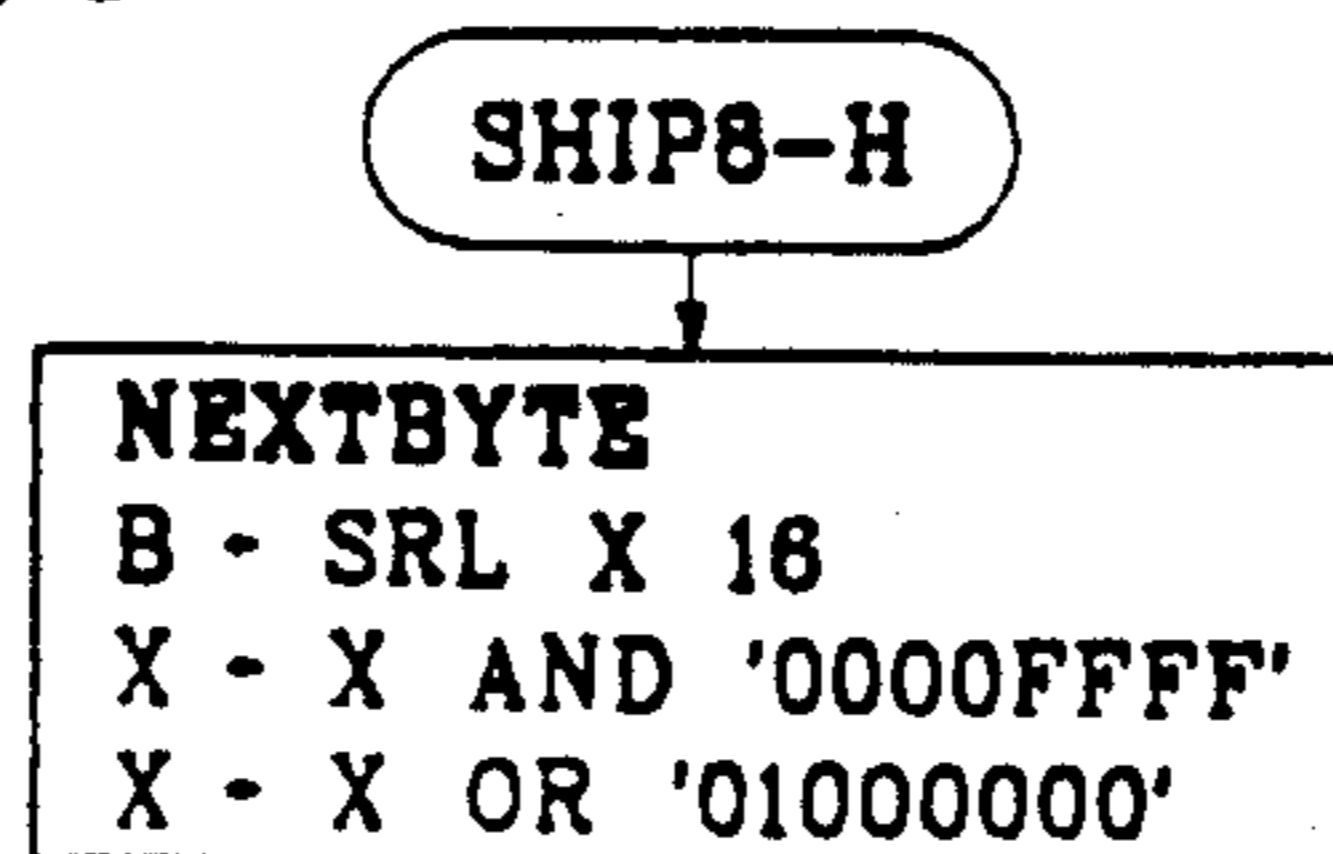 SHIP8-H
NEXTBYTE
B - SRL X 16
X - X AND '0000FFFF'
X - X OR '01000000'